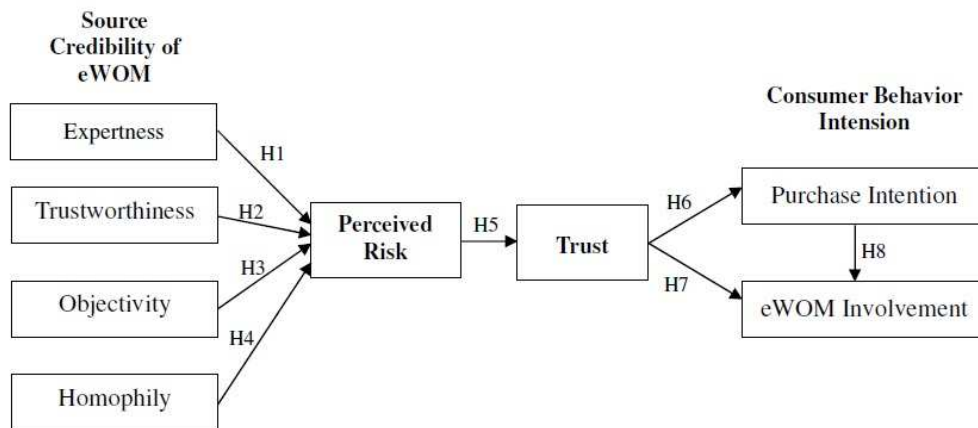 Source
Credibility of
eWOM
Expertness
Trustworthiness
Objectivity
Homophily
H1
H2
H3
H4
Perceived
Risk
H5
Trust
H6
H7
Consumer Behavior
Intension
Purchase Intention
H8
eWOM Involvement